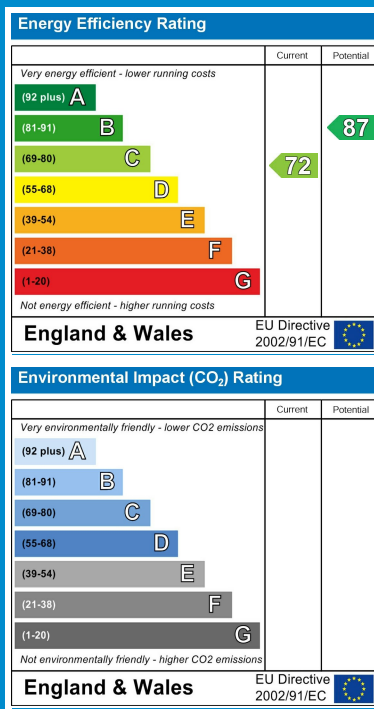 Energy Efficiency Rating
Current Potential
Very energy efficient - lower running costs
(92 plus) A
(81-91) B
87
(69-80) C
72
(55-68) D
(39-54) E
(21-38) F
(1-20) G
Not energy efficient - higher running costs
England & Wales
EU Directive
2002/91/EC
Environmental Impact (CO₂) Rating
Current Potential
Very environmentally friendly - lower CO2 emissions
(92 plus) A
(81-91) B
(69-80) C
(55-68) D
(39-54) E
(21-38) F
(1-20) G
Not environmentally friendly - higher CO2 emissions
England & Wales
EU Directive
2002/91/EC